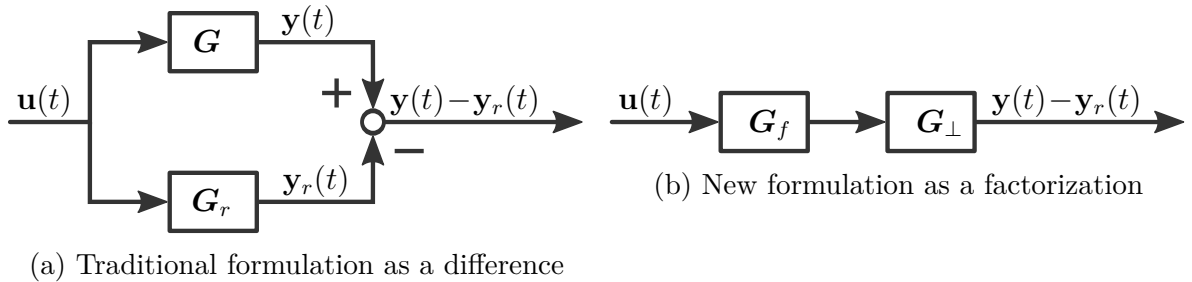 𝐲(t)
𝑮
𝐮(t)
+
𝐲(t)−𝐲_r(t)
−
𝐲_r(t)
𝑮_r
(a) Traditional formulation as a difference
𝐮(t)
𝑮_f
𝑮_⊥
𝐲(t)−𝐲_r(t)
(b) New formulation as a factorization